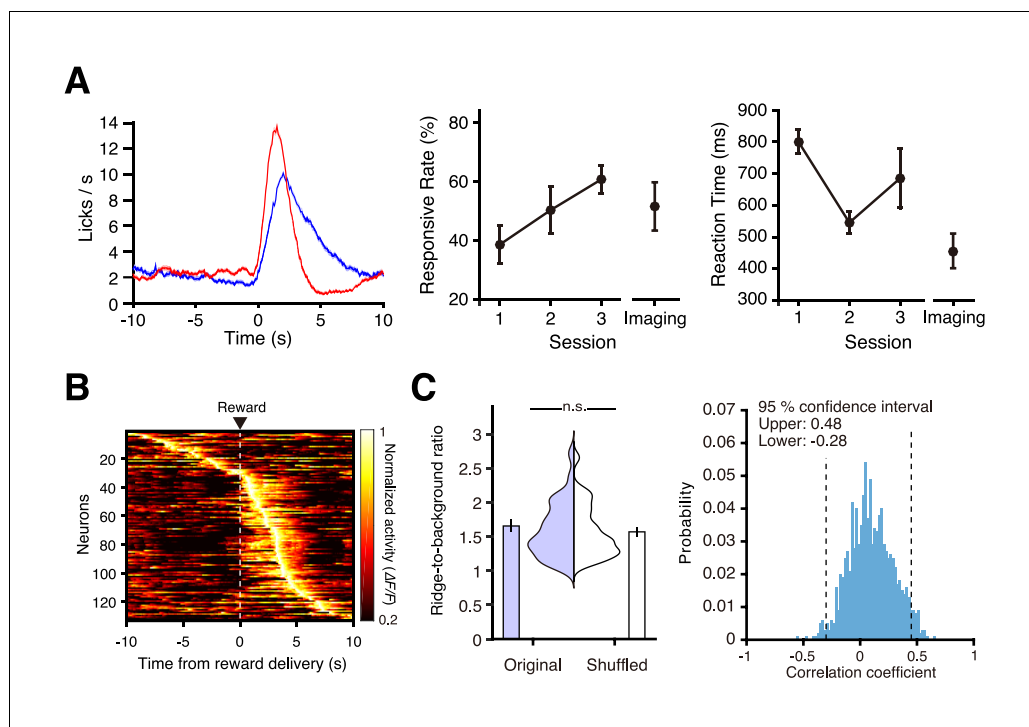 A
Licks / s
14
12
10
8
6
4
2
0
-10
-5
0
5
10
Time (s)
Responsive Rate (%)
80
60
40
20
1
2
3
Imaging
Session
Reaction Time (ms)
900
800
700
600
500
400
300
1
2
3
Imaging
Session
B
Reward
Neurons
20
40
60
80
100
120
-10
-5
0
5
10
Time from reward delivery (s)
1
0.2
Normalized activity (ΔF/F)
C
n.s.
Ridge-to-background ratio
3
2.5
2
1.5
1
0.5
0
Original
Shuffled
95 % confidence interval
Upper: 0.48
Lower: -0.28
Probability
0.07
0.06
0.05
0.04
0.03
0.02
0.01
0
-1
-0.5
0
0.5
1
Correlation coefficient